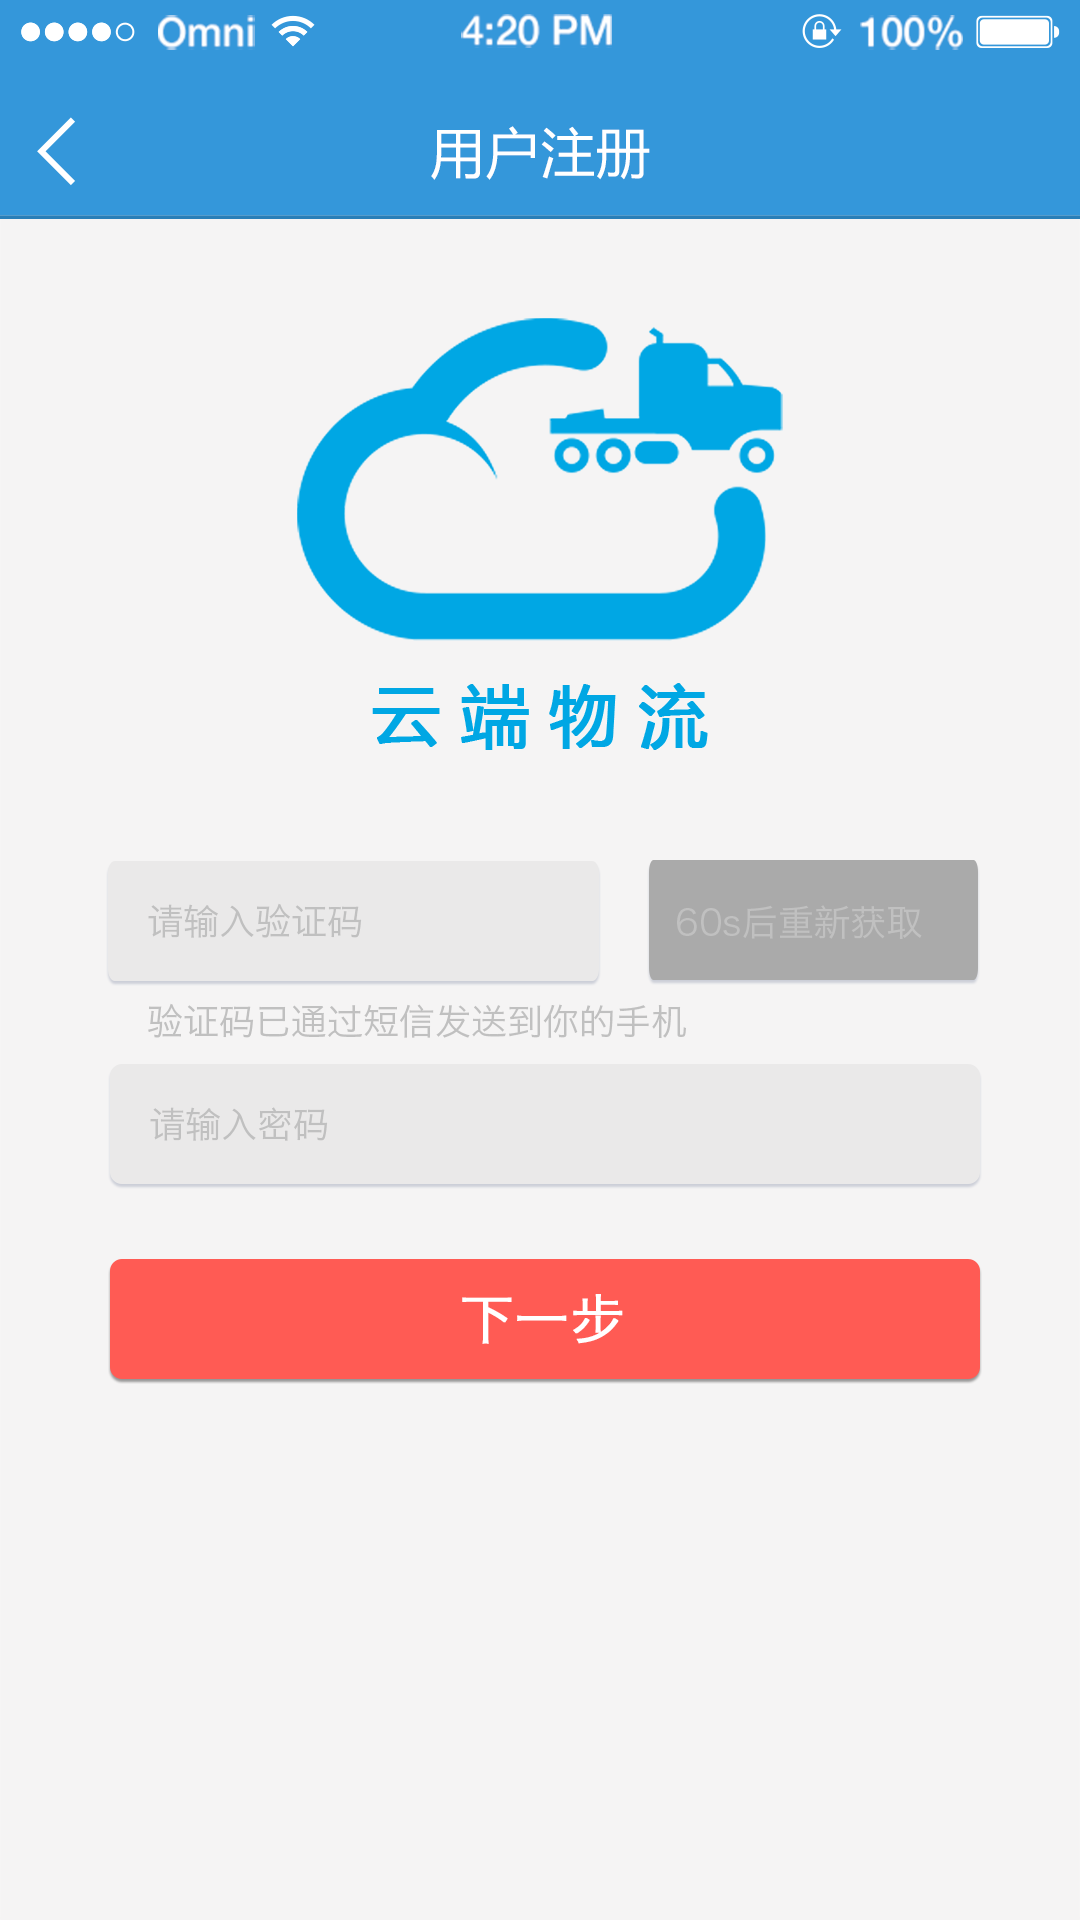 Omni 4:20 PM 100%
用户注册
云端物流
请输入验证码 60s后重新获取
验证码已通过短信发送到你的手机
请输入密码
下一步